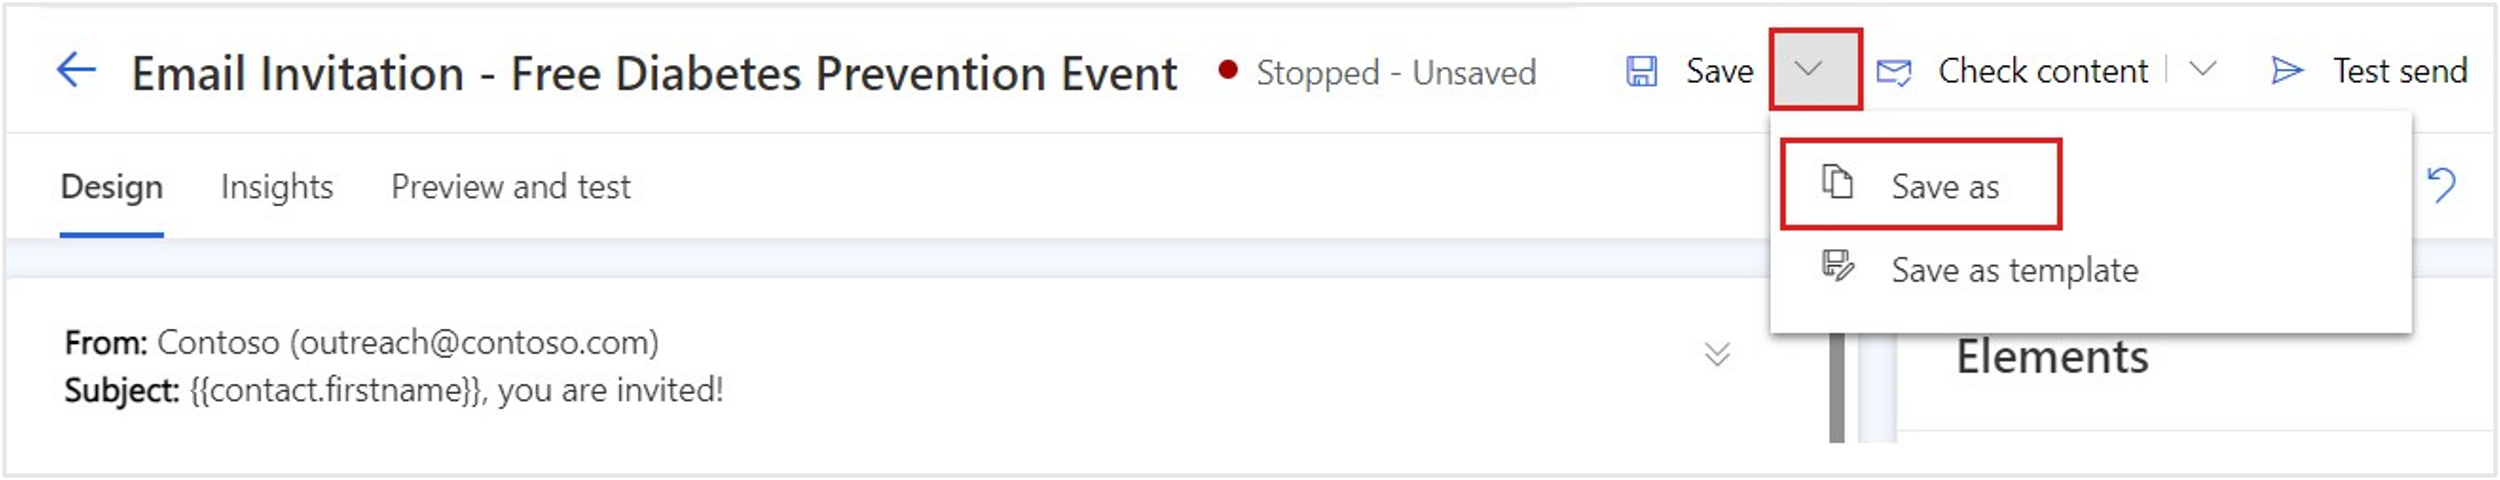 Email Invitation - Free Diabetes Prevention Event Stopped - Unsaved Save Check content Test send
Design Insights Preview and test
Save as
Save as template
From: Contoso (outreach@contoso.com)
Subject: {{contact.firstname}}, you are invited!
Elements